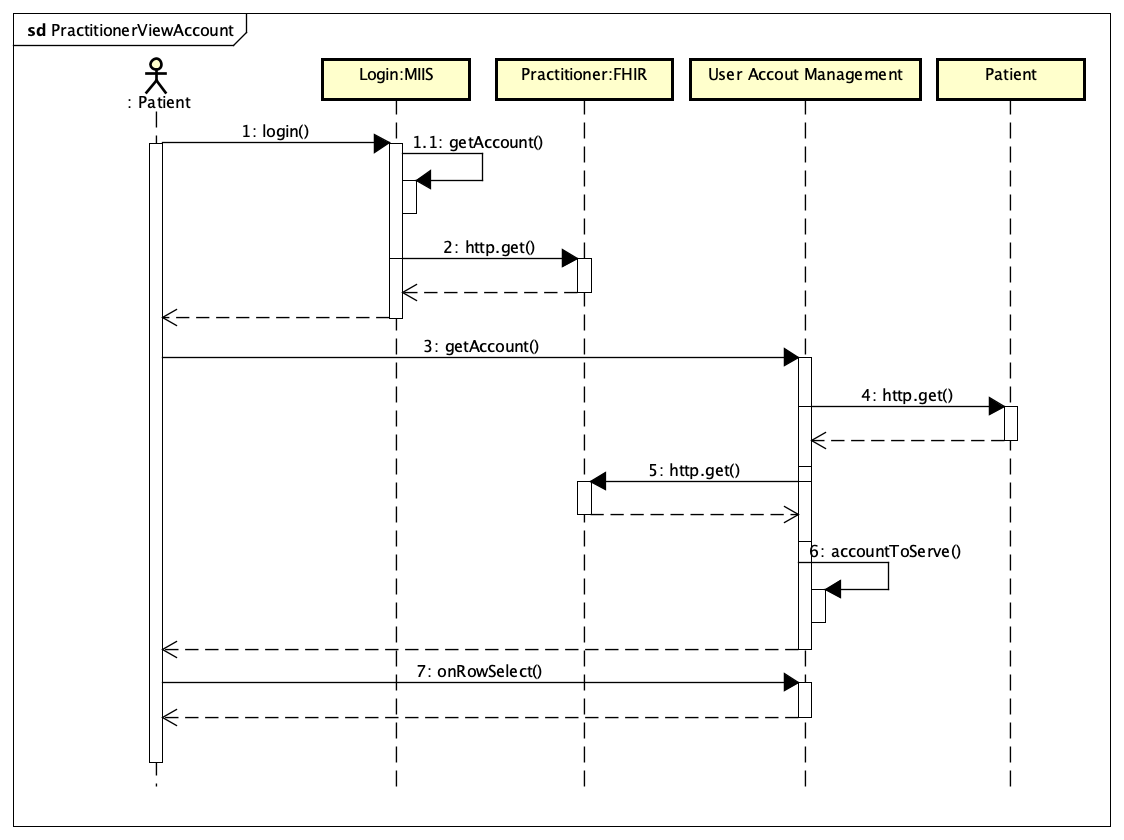 sd PractitionerViewAccount
: Patient
Login:MIIS
Practitioner:FHIR
User Accout Management
Patient
1: login()
1.1: getAccount()
2: http.get()
3: getAccount()
4: http.get()
5: http.get()
6: accountToServe()
7: onRowSelect()